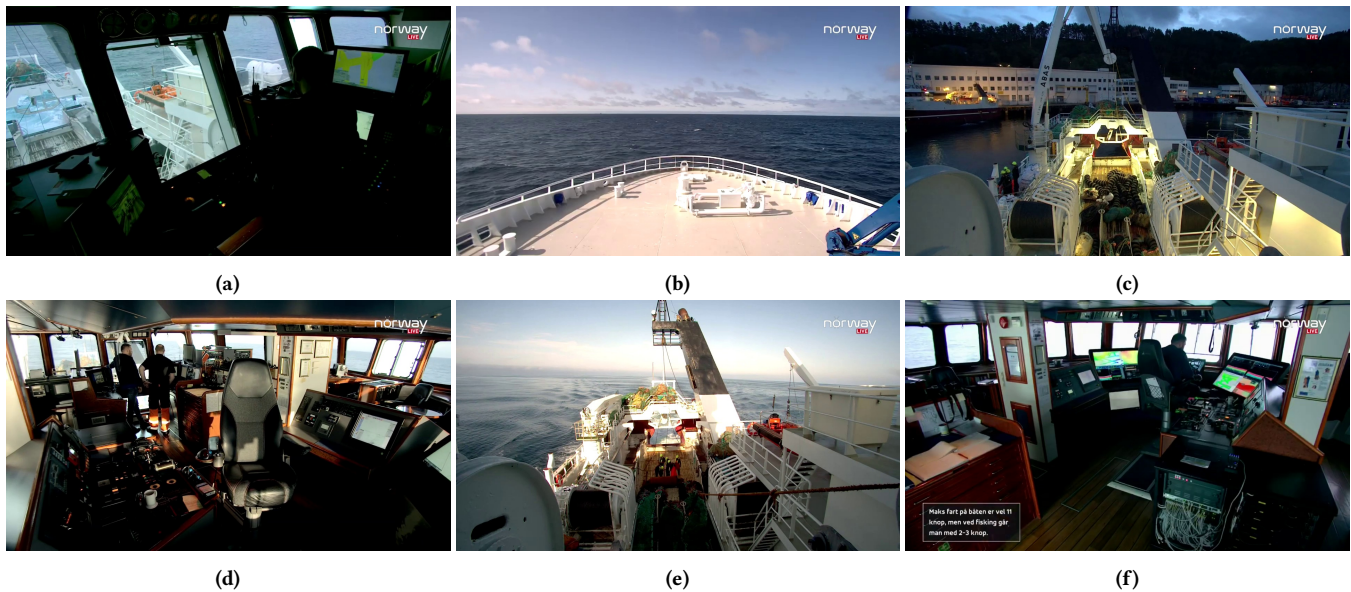 norway
LIVE
norway
LIVE
norway
LIVE
ABAS
(a)
(b)
(c)
norway
LIVE
norway
LIVE
norway
LIVE
Maks fart på båten er vel 11
knop, men ved fisking går
man med 2-3 knop.
(d)
(e)
(f)